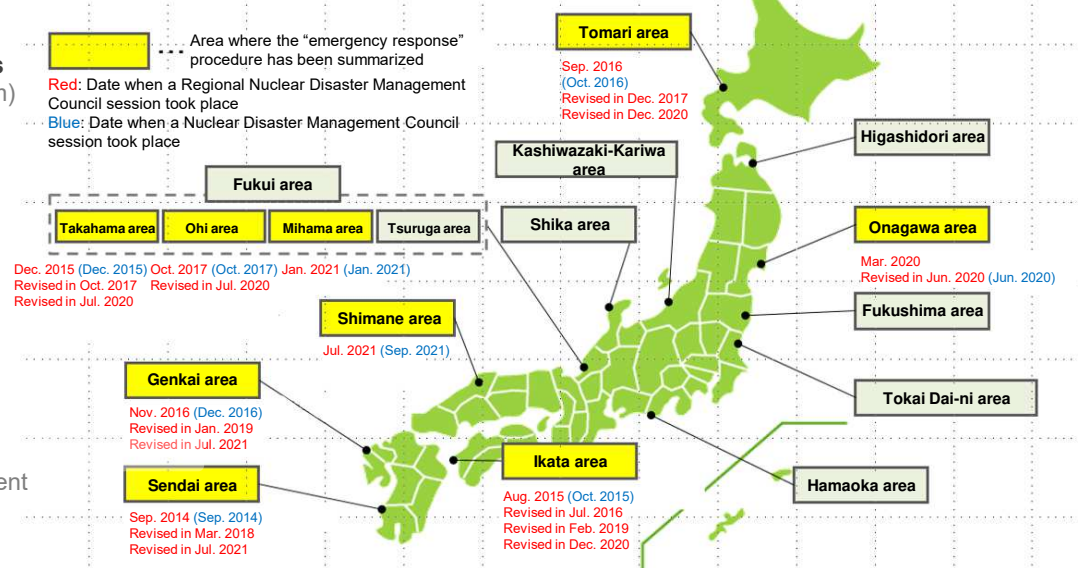 Area where the “emergency response”
procedure has been summarized
Red: Date when a Regional Nuclear Disaster Management
Council session took place
Blue: Date when a Nuclear Disaster Management Council
session took place
Tomari area
Sep. 2016
(Oct. 2016)
Revised in Dec. 2017
Revised in Dec. 2020
Higashidori area
Kashiwazaki-Kariwa
area
Fukui area
Takahama area
Ohi area
Mihama area
Tsuruga area
Shika area
Onagawa area
Dec. 2015 (Dec. 2015) Oct. 2017 (Oct. 2017) Jan. 2021 (Jan. 2021)
Revised in Oct. 2017 Revised in Jul. 2020
Revised in Jul. 2020
Mar. 2020
Revised in Jun. 2020 (Jun. 2020)
Fukushima area
Shimane area
Jul. 2021 (Sep. 2021)
Genkai area
Nov. 2016 (Dec. 2016)
Revised in Jan. 2019
Revised in Jul. 2021
Tokai Dai-ni area
Ikata area
Aug. 2015 (Oct. 2015)
Revised in Jul. 2016
Revised in Feb. 2019
Revised in Dec. 2020
Hamaoka area
Sendai area
Sep. 2014 (Sep. 2014)
Revised in Mar. 2018
Revised in Jul. 2021